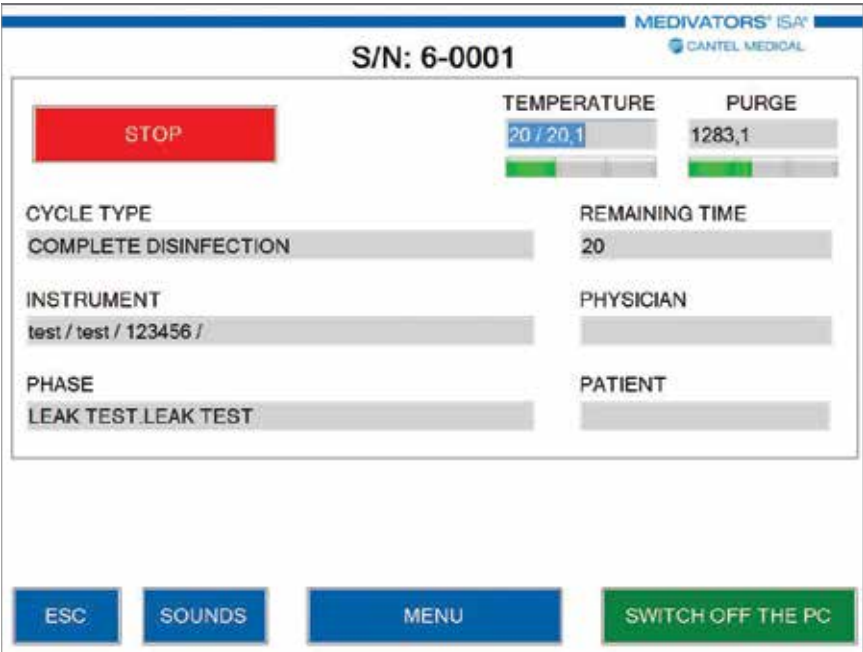 MEDIVATORS® ISA®
CANTEL MEDICAL
S/N: 6-0001
STOP
TEMPERATURE
PURGE
20 / 20,1
1283,1
CYCLE TYPE
REMAINING TIME
COMPLETE DISINFECTION
20
INSTRUMENT
PHYSICIAN
test / test / 123456 /
PHASE
PATIENT
LEAK TEST.LEAK TEST
ESC
SOUNDS
MENU
SWITCH OFF THE PC